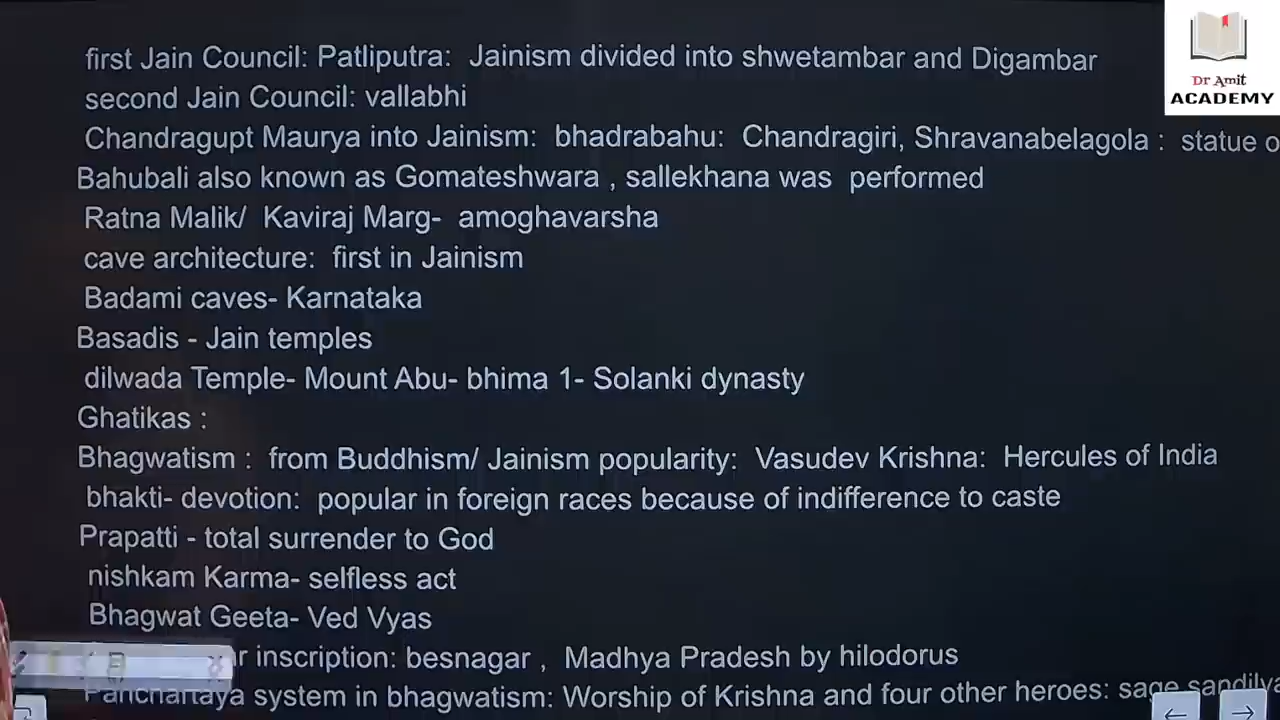 first Jain Council: Patliputra: Jainism divided into shwetambar and Digambar
second Jain Council: vallabhi
Chandragupt Maurya into Jainism: bhadrabahu: Chandragiri, Shravanabelagola : statue o
Bahubali also known as Gomateshwara , sallekhana was performed
Ratna Malik/ Kaviraj Marg- amoghavarsha
cave architecture: first in Jainism
Badami caves- Karnataka
Basadis - Jain temples
dilwada Temple- Mount Abu- bhima 1- Solanki dynasty
Ghatikas :
Bhagwatism : from Buddhism/ Jainism popularity: Vasudev Krishna: Hercules of India
bhakti- devotion: popular in foreign races because of indifference to caste
Prapatti - total surrender to God
nishkam Karma- selfless act
Bhagwat Geeta- Ved Vyas
inscription: besnagar , Madhya Pradesh by hilodorus
system in bhagwatism: Worship of Krishna and four other heroes: sage sandilya
Dr Amit
ACADEMY